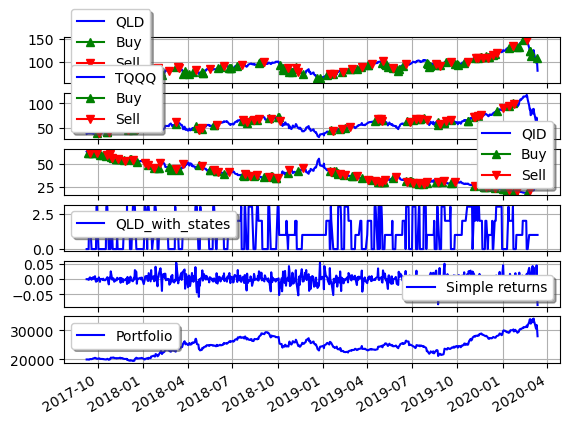 QLD
Buy
Sell
150
100
TQQQ
Buy
Sell
100
50
QID
Buy
Sell
50
25
QLD_with_states
2.5
0.0
Simple returns
0.05
0.00
−0.05
Portfolio
30000
20000
2017-10
2018-01
2018-04
2018-07
2018-10
2019-01
2019-04
2019-07
2019-10
2020-01
2020-04